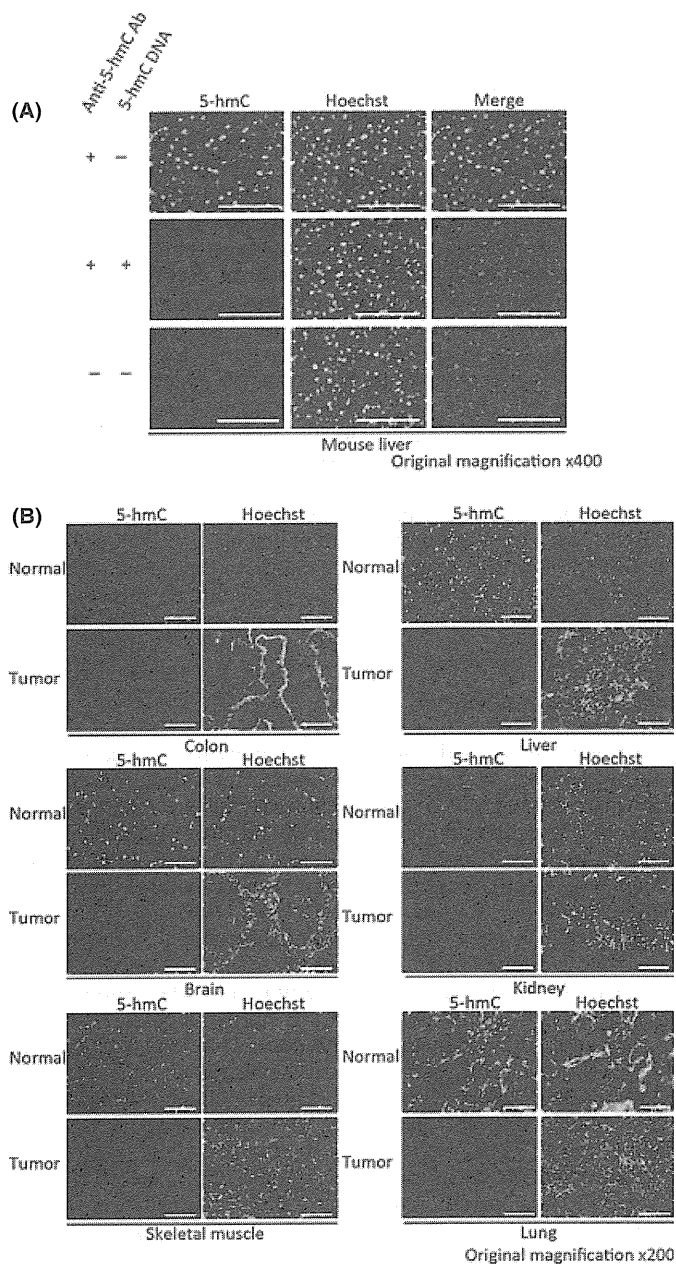 (A)
Anti-5-hmC Ab
5-hmC DNA
5-hmC Hoechst Merge
+ −
+ +
− −
Mouse liver
Original magnification x400
(B)
5-hmC Hoechst
Normal
Tumor
Colon
5-hmC Hoechst
Normal
Tumor
Liver
5-hmC Hoechst
Normal
Tumor
Brain
5-hmC Hoechst
Normal
Tumor
Kidney
5-hmC Hoechst
Normal
Tumor
Skeletal muscle
5-hmC Hoechst
Normal
Tumor
Lung
Original magnification x200